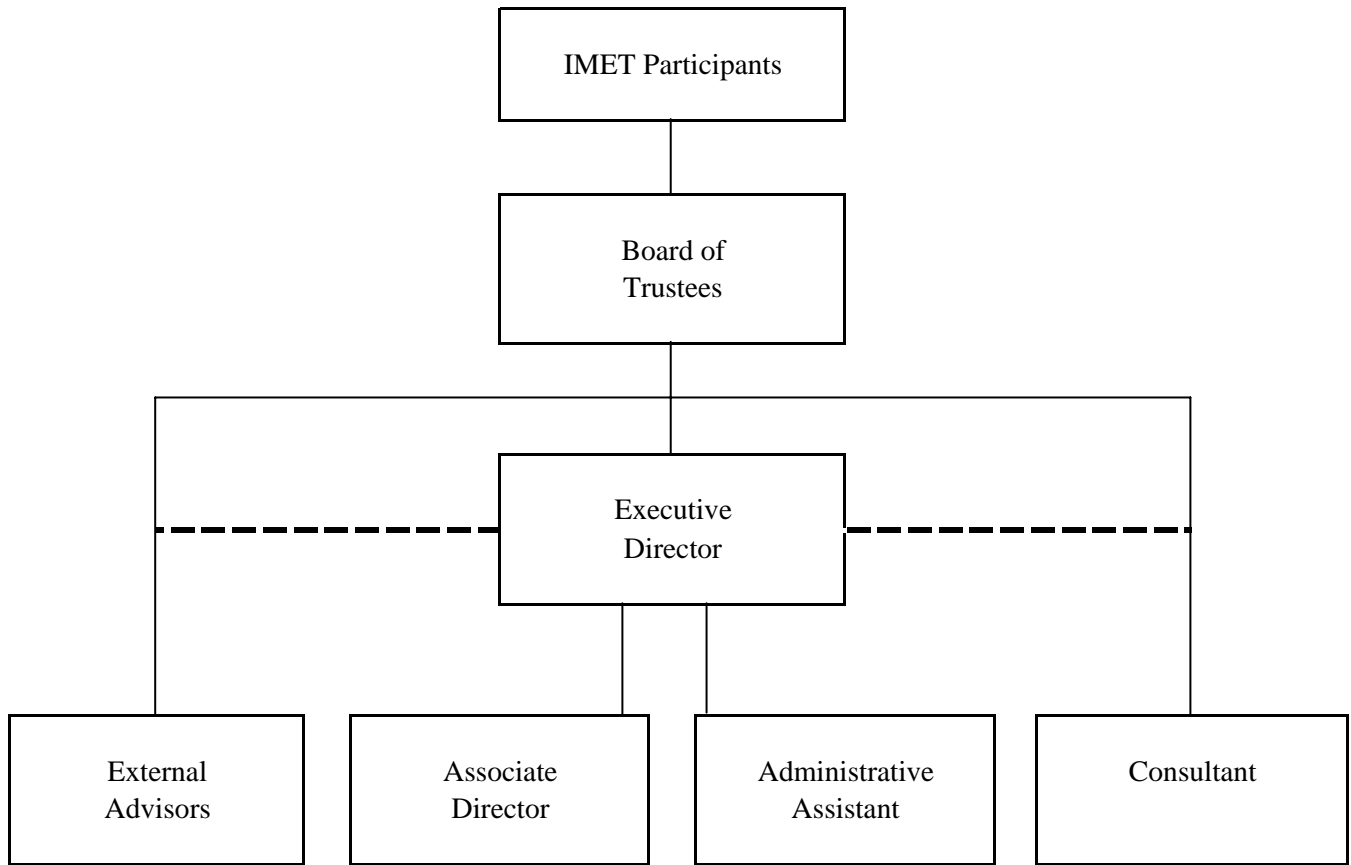 IMET Participants
Board of
Trustees
Executive
Director
External
Advisors
Associate
Director
Administrative
Assistant
Consultant